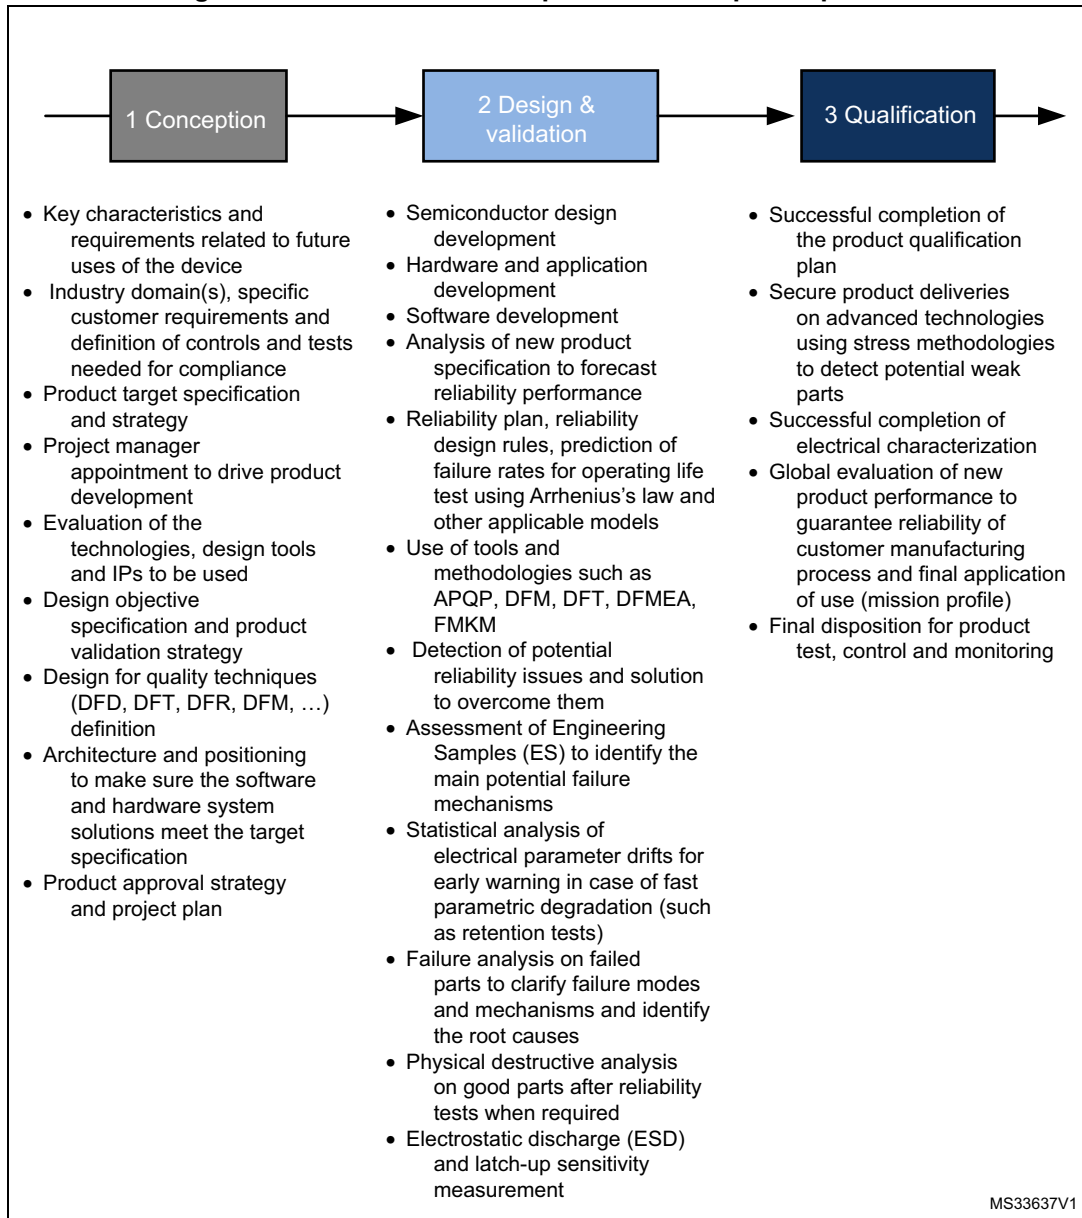 1 Conception
2 Design &
validation
3 Qualification
• Key characteristics and
requirements related to future
uses of the device
• Industry domain(s), specific
customer requirements and
definition of controls and tests
needed for compliance
• Product target specification
and strategy
• Project manager
appointment to drive product
development
• Evaluation of the
technologies, design tools
and IPs to be used
• Design objective
specification and product
validation strategy
• Design for quality techniques
(DFD, DFT, DFR, DFM, …)
definition
• Architecture and positioning
to make sure the software
and hardware system
solutions meet the target
specification
• Product approval strategy
and project plan
• Semiconductor design
development
• Hardware and application
development
• Software development
• Analysis of new product
specification to forecast
reliability performance
• Reliability plan, reliability
design rules, prediction of
failure rates for operating life
test using Arrhenius's law and
other applicable models
• Use of tools and
methodologies such as
APQP, DFM, DFT, DFMEA,
FMKM
• Detection of potential
reliability issues and solution
to overcome them
• Assessment of Engineering
Samples (ES) to identify the
main potential failure
mechanisms
• Statistical analysis of
electrical parameter drifts for
early warning in case of fast
parametric degradation (such
as retention tests)
• Failure analysis on failed
parts to clarify failure modes
and mechanisms and identify
the root causes
• Physical destructive analysis
on good parts after reliability
tests when required
• Electrostatic discharge (ESD)
and latch-up sensitivity
measurement
• Successful completion of
the product qualification
plan
• Secure product deliveries
on advanced technologies
using stress methodologies
to detect potential weak
parts
• Successful completion of
electrical characterization
• Global evaluation of new
product performance to
guarantee reliability of
customer manufacturing
process and final application
of use (mission profile)
• Final disposition for product
test, control and monitoring
MS33637V1